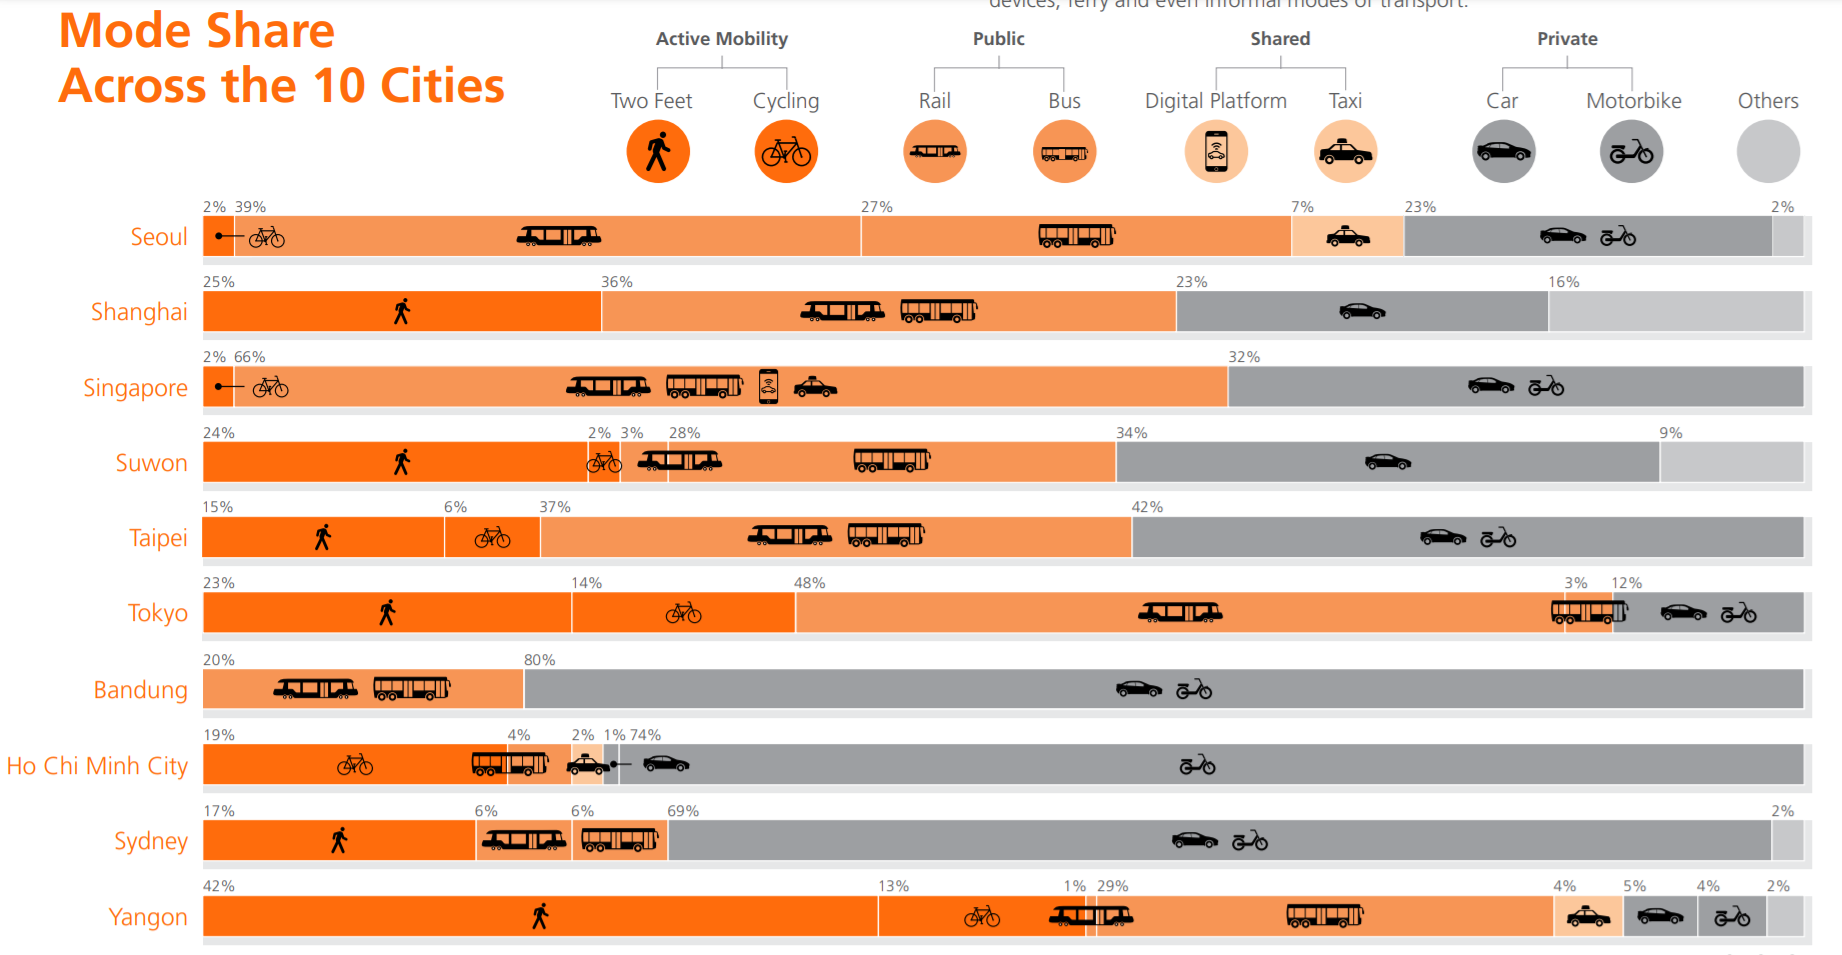 devices, ferry and even informal modes of transport.
Mode Share
Across the 10 Cities
Active Mobility Public Shared Private
Two Feet Cycling Rail Bus Digital Platform Taxi Car Motorbike Others
2% 39% 27% 7% 23% 2%
Seoul
25% 36% 23% 16%
Shanghai
2% 66% 32%
Singapore
24% 2% 3% 28% 34% 9%
Suwon
15% 6% 37% 42%
Taipei
23% 14% 48% 3% 12%
Tokyo
20% 80%
Bandung
19% 4% 2% 1% 74%
Ho Chi Minh City
17% 6% 6% 69% 2%
Sydney
42% 13% 1% 29% 4% 5% 4% 2%
Yangon